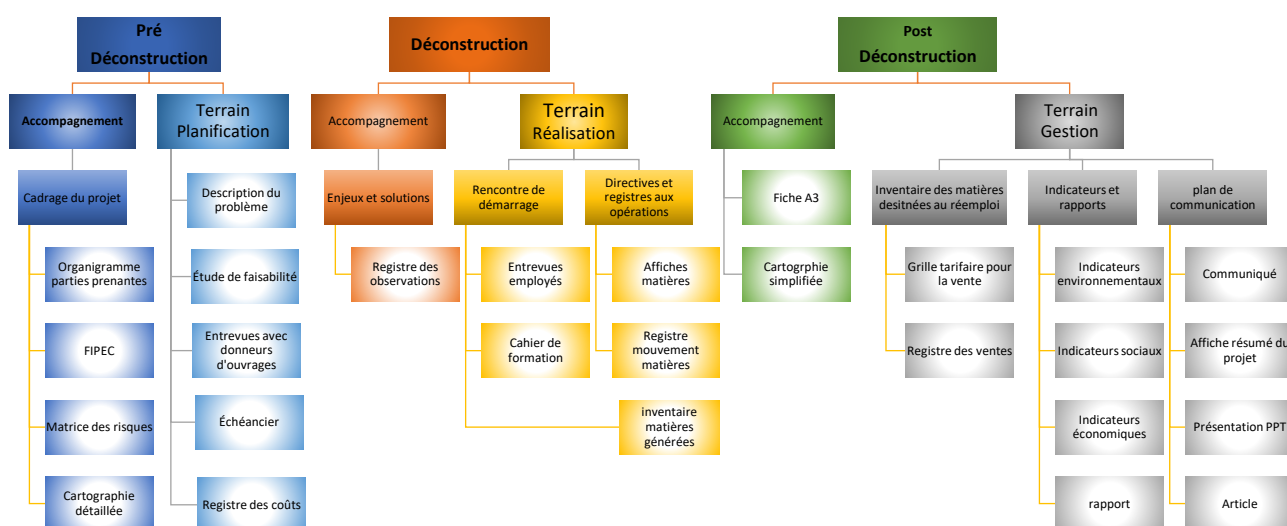 Pré
Déconstruction
Accompagnement
Cadrage du projet
Organigramme
parties prenantes
FIPEC
Matrice des risques
Cartographie
détaillée
Terrain
Planification
Description du
problème
Étude de faisabilité
Entrevues avec
donneurs
d'ouvrages
Échéancier
Registre des coûts
Déconstruction
Accompagnement
Enjeux et solutions
Registre des
observations
Terrain
Réalisation
Rencontre de
démarrage
Entrevues
employés
Cahier de
formation
Directives et
registres aux
opérations
Affiches
matières
Registre
mouvement
matières
inventaire
matières
générées
Post
Déconstruction
Accompagnement
Fiche A3
Cartogrphie
simplifiée
Terrain
Gestion
Inventaire des matières
desitnées au réemploi
Grille tarifaire pour
la vente
Registre des ventes
Indicateurs et
rapports
Indicateurs
environnementaux
Indicateurs sociaux
Indicateurs
économiques
rapport
plan de
communication
Communiqué
Affiche résumé du
projet
Présentation PPT
Article